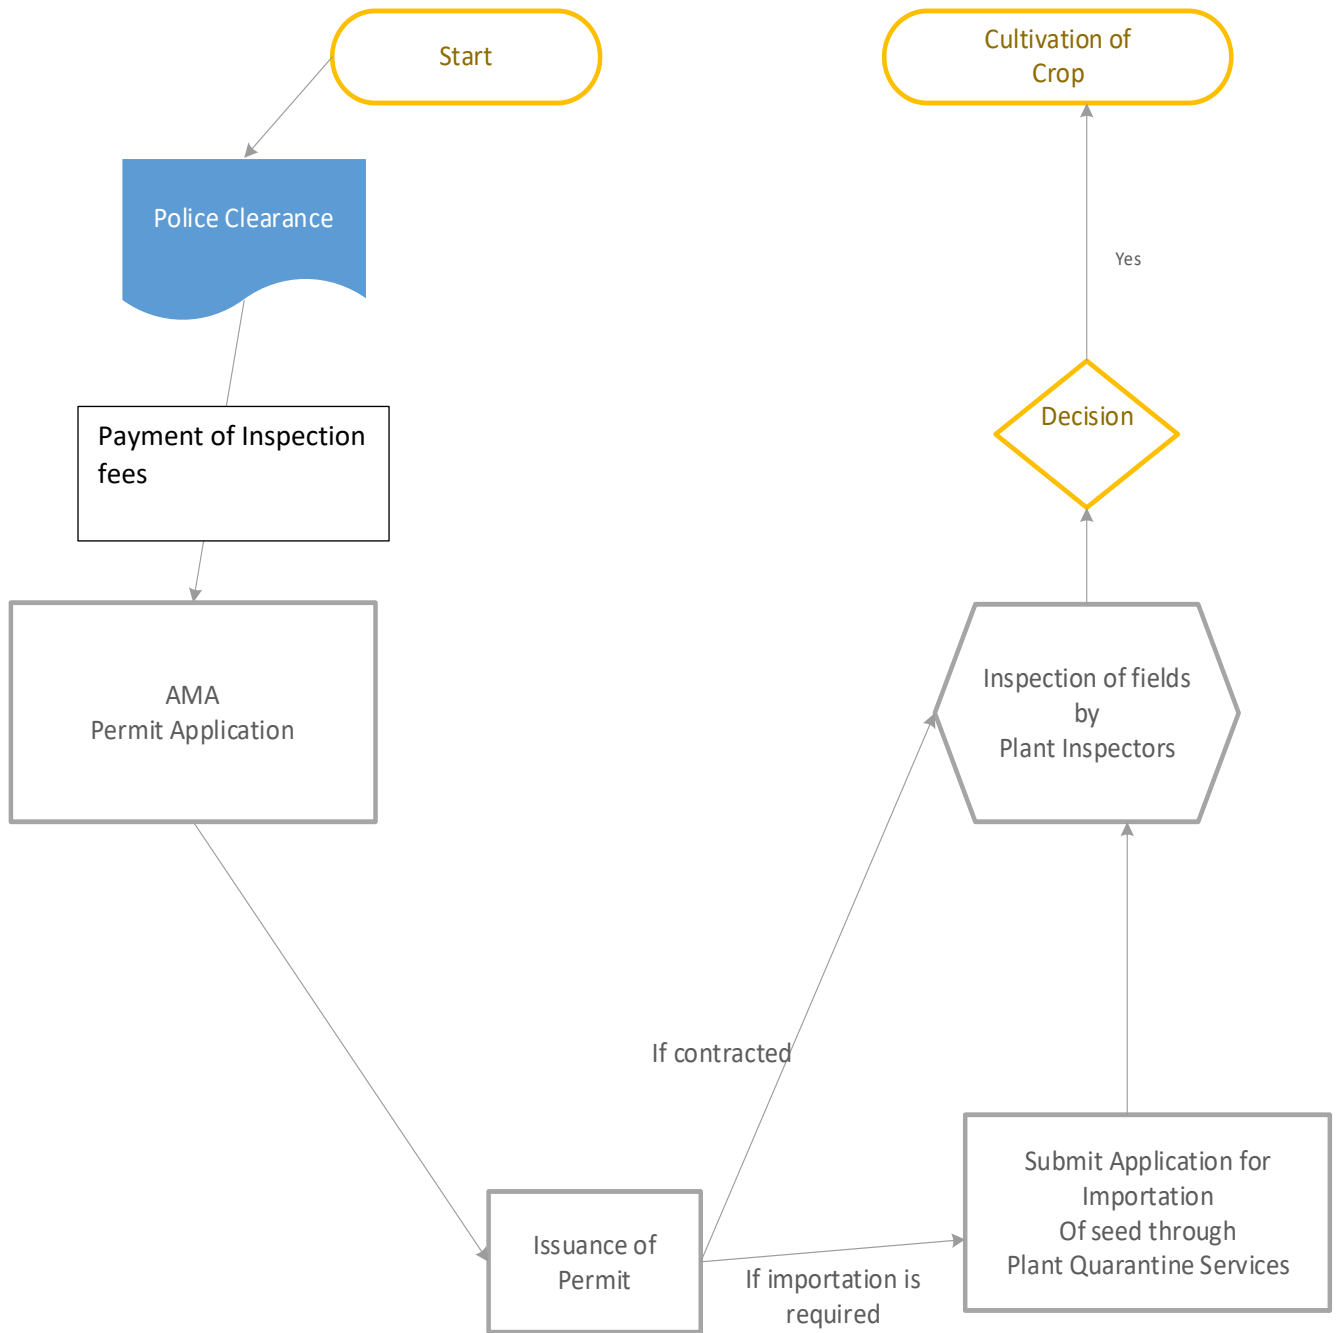 Start
Police Clearance
Payment of Inspection
fees
AMA
Permit Application
Issuance of
Permit
If contracted
If importation is
required
Submit Application for
Importation
Of seed through
Plant Quarantine Services
Inspection of fields
by
Plant Inspectors
Decision
Yes
Cultivation of
Crop